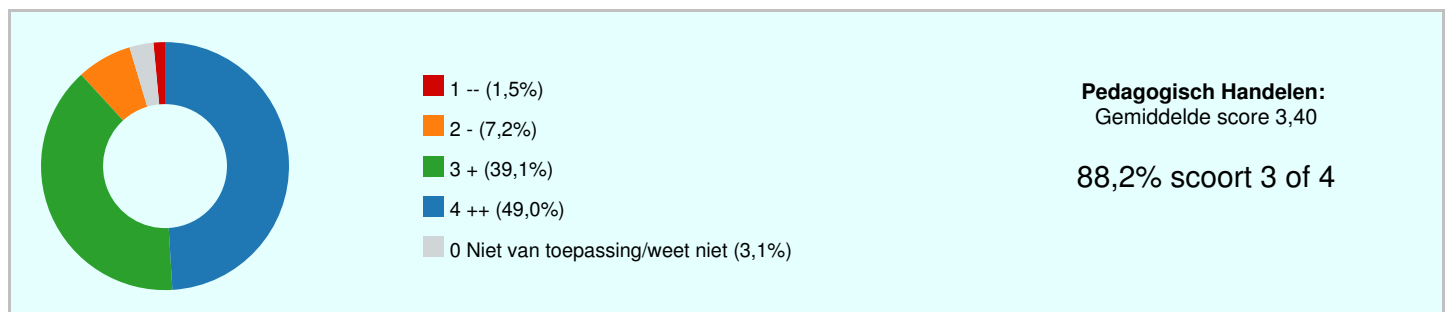 1 -- (1,5%)
2 - (7,2%)
3 + (39,1%)
4 ++ (49,0%)
0 Niet van toepassing/weet niet (3,1%)
Pedagogisch Handelen:
Gemiddelde score 3,40
88,2% scoort 3 of 4